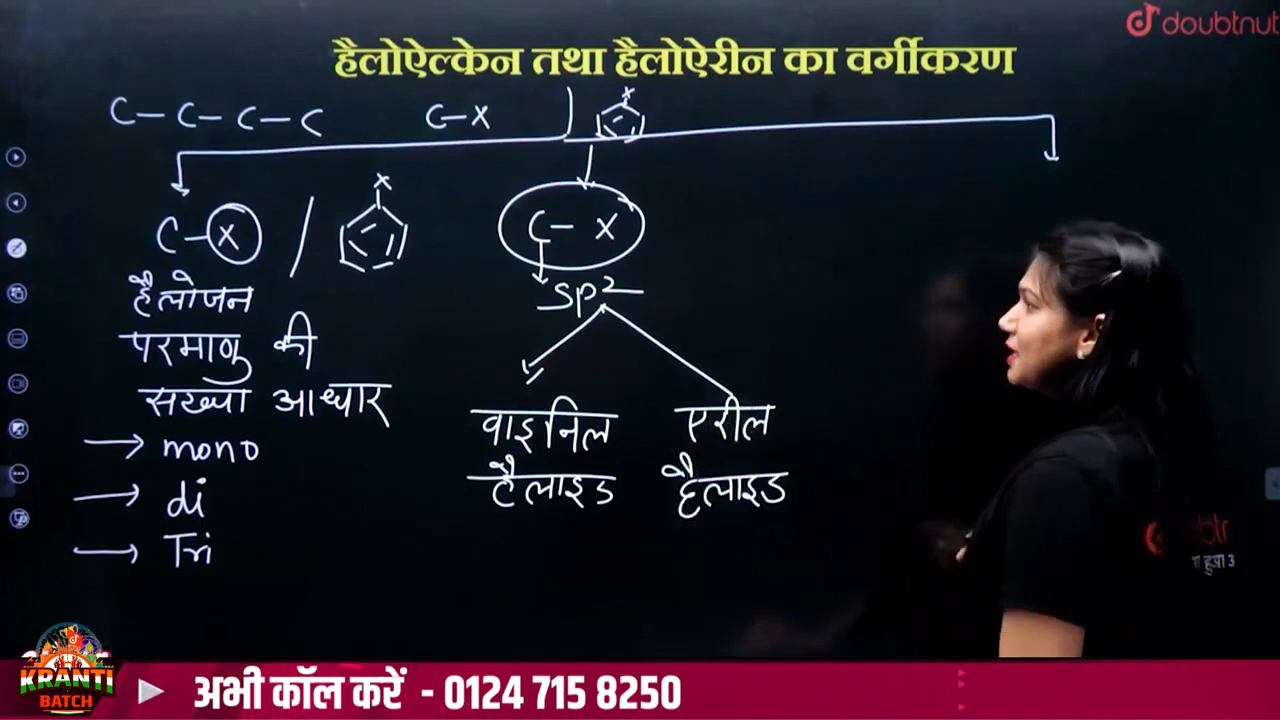 doubtnut
हैलोऐल्केन तथा हैलोऐरीन का वर्गीकरण
C-C-C-C C-X / X
C-X / X
C-X
SP2
हैलोजन
परमाणु की
सख्या आधार
→ mono
→ di
→ Tri
वाइनिल
हैलाइड
एरील
हैलाइड
KRANTI
BATCH
अभी कॉल करें - 0124 715 8250